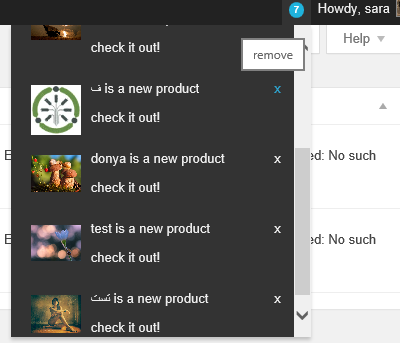 7
Howdy, sara
check it out!
remove
Help
ف is a new product
x
check it out!
donya is a new product
x
check it out!
ed: No such
test is a new product
x
check it out!
ed: No such
تست is a new product
x
check it out!